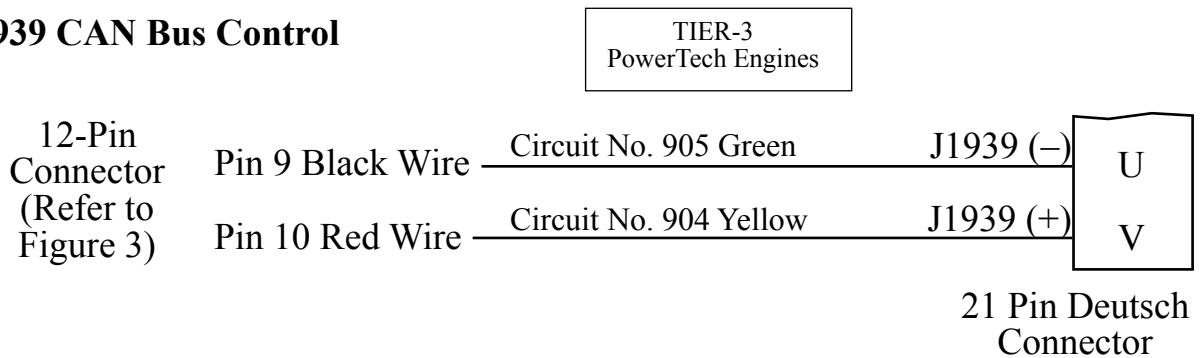 939 CAN Bus Control
TIER-3
PowerTech Engines
12-Pin
Connector
(Refer to
Figure 3)
Pin 9 Black Wire
Circuit No. 905 Green
J1939 (–)
U
Pin 10 Red Wire
Circuit No. 904 Yellow
J1939 (+)
V
21 Pin Deutsch
Connector